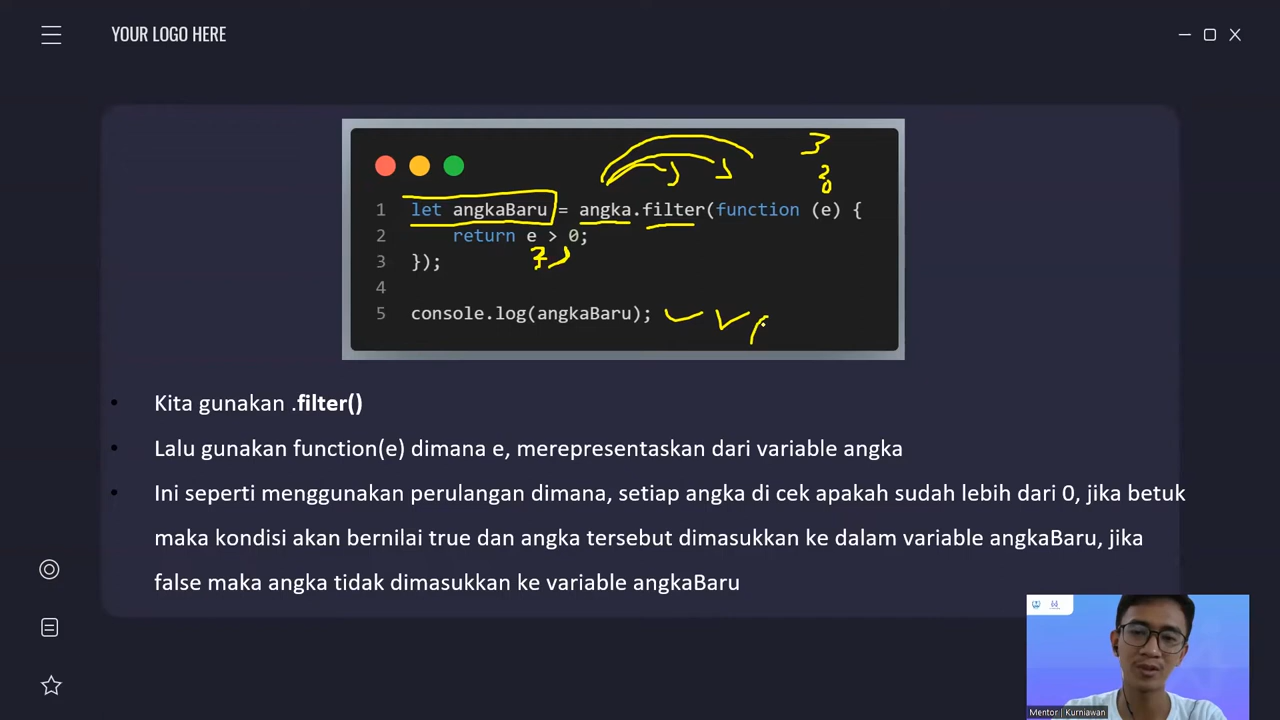 YOUR LOGO HERE
3
1 let angkaBaru = angka.filter(function (e) {
2 return e > 0;
3 });
4
5 console.log(angkaBaru);
• Kita gunakan .filter()
• Lalu gunakan function(e) dimana e, merepresentaskan dari variable angka
• Ini seperti menggunakan perulangan dimana, setiap angka di cek apakah sudah lebih dari 0, jika betuk
maka kondisi akan bernilai true dan angka tersebut dimasukkan ke dalam variable angkaBaru, jika
false maka angka tidak dimasukkan ke variable angkaBaru
Mentor | Kurniawan